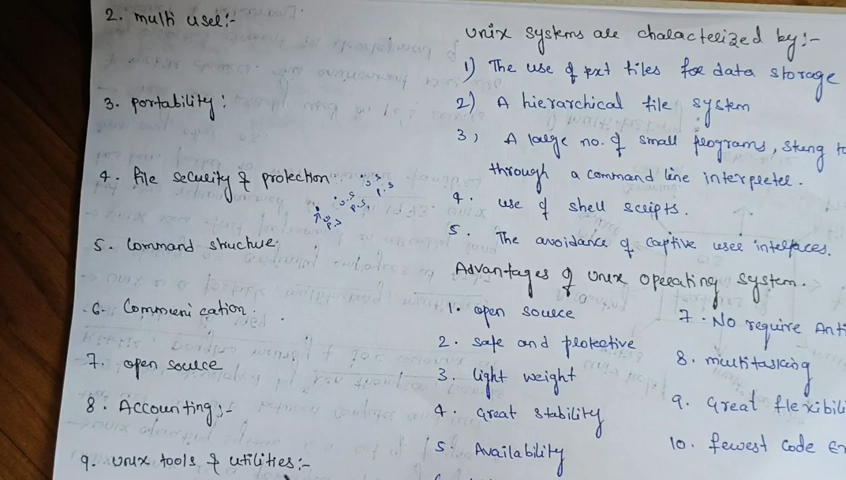 2. multi user:-
3. portability:
4. File security & protection:
5. Command structure:
6. Communication:
7. open source
8. Accounting:-
9. unix tools & utilities:-
unix systems are characterized by:-
1) The use of txt files for data storage
2) A hierarchical file system
3) A large no. of small programs, strung
through a command line interpreter.
4. use of shell scripts.
5. The avoidance of captive user interfaces.
Advantages of unix operating system.
1. open source
2. safe and protective
3. light weight
4. Great stability
5. Availability
7. No require
8. multitasking
9. Great
10. fewest code